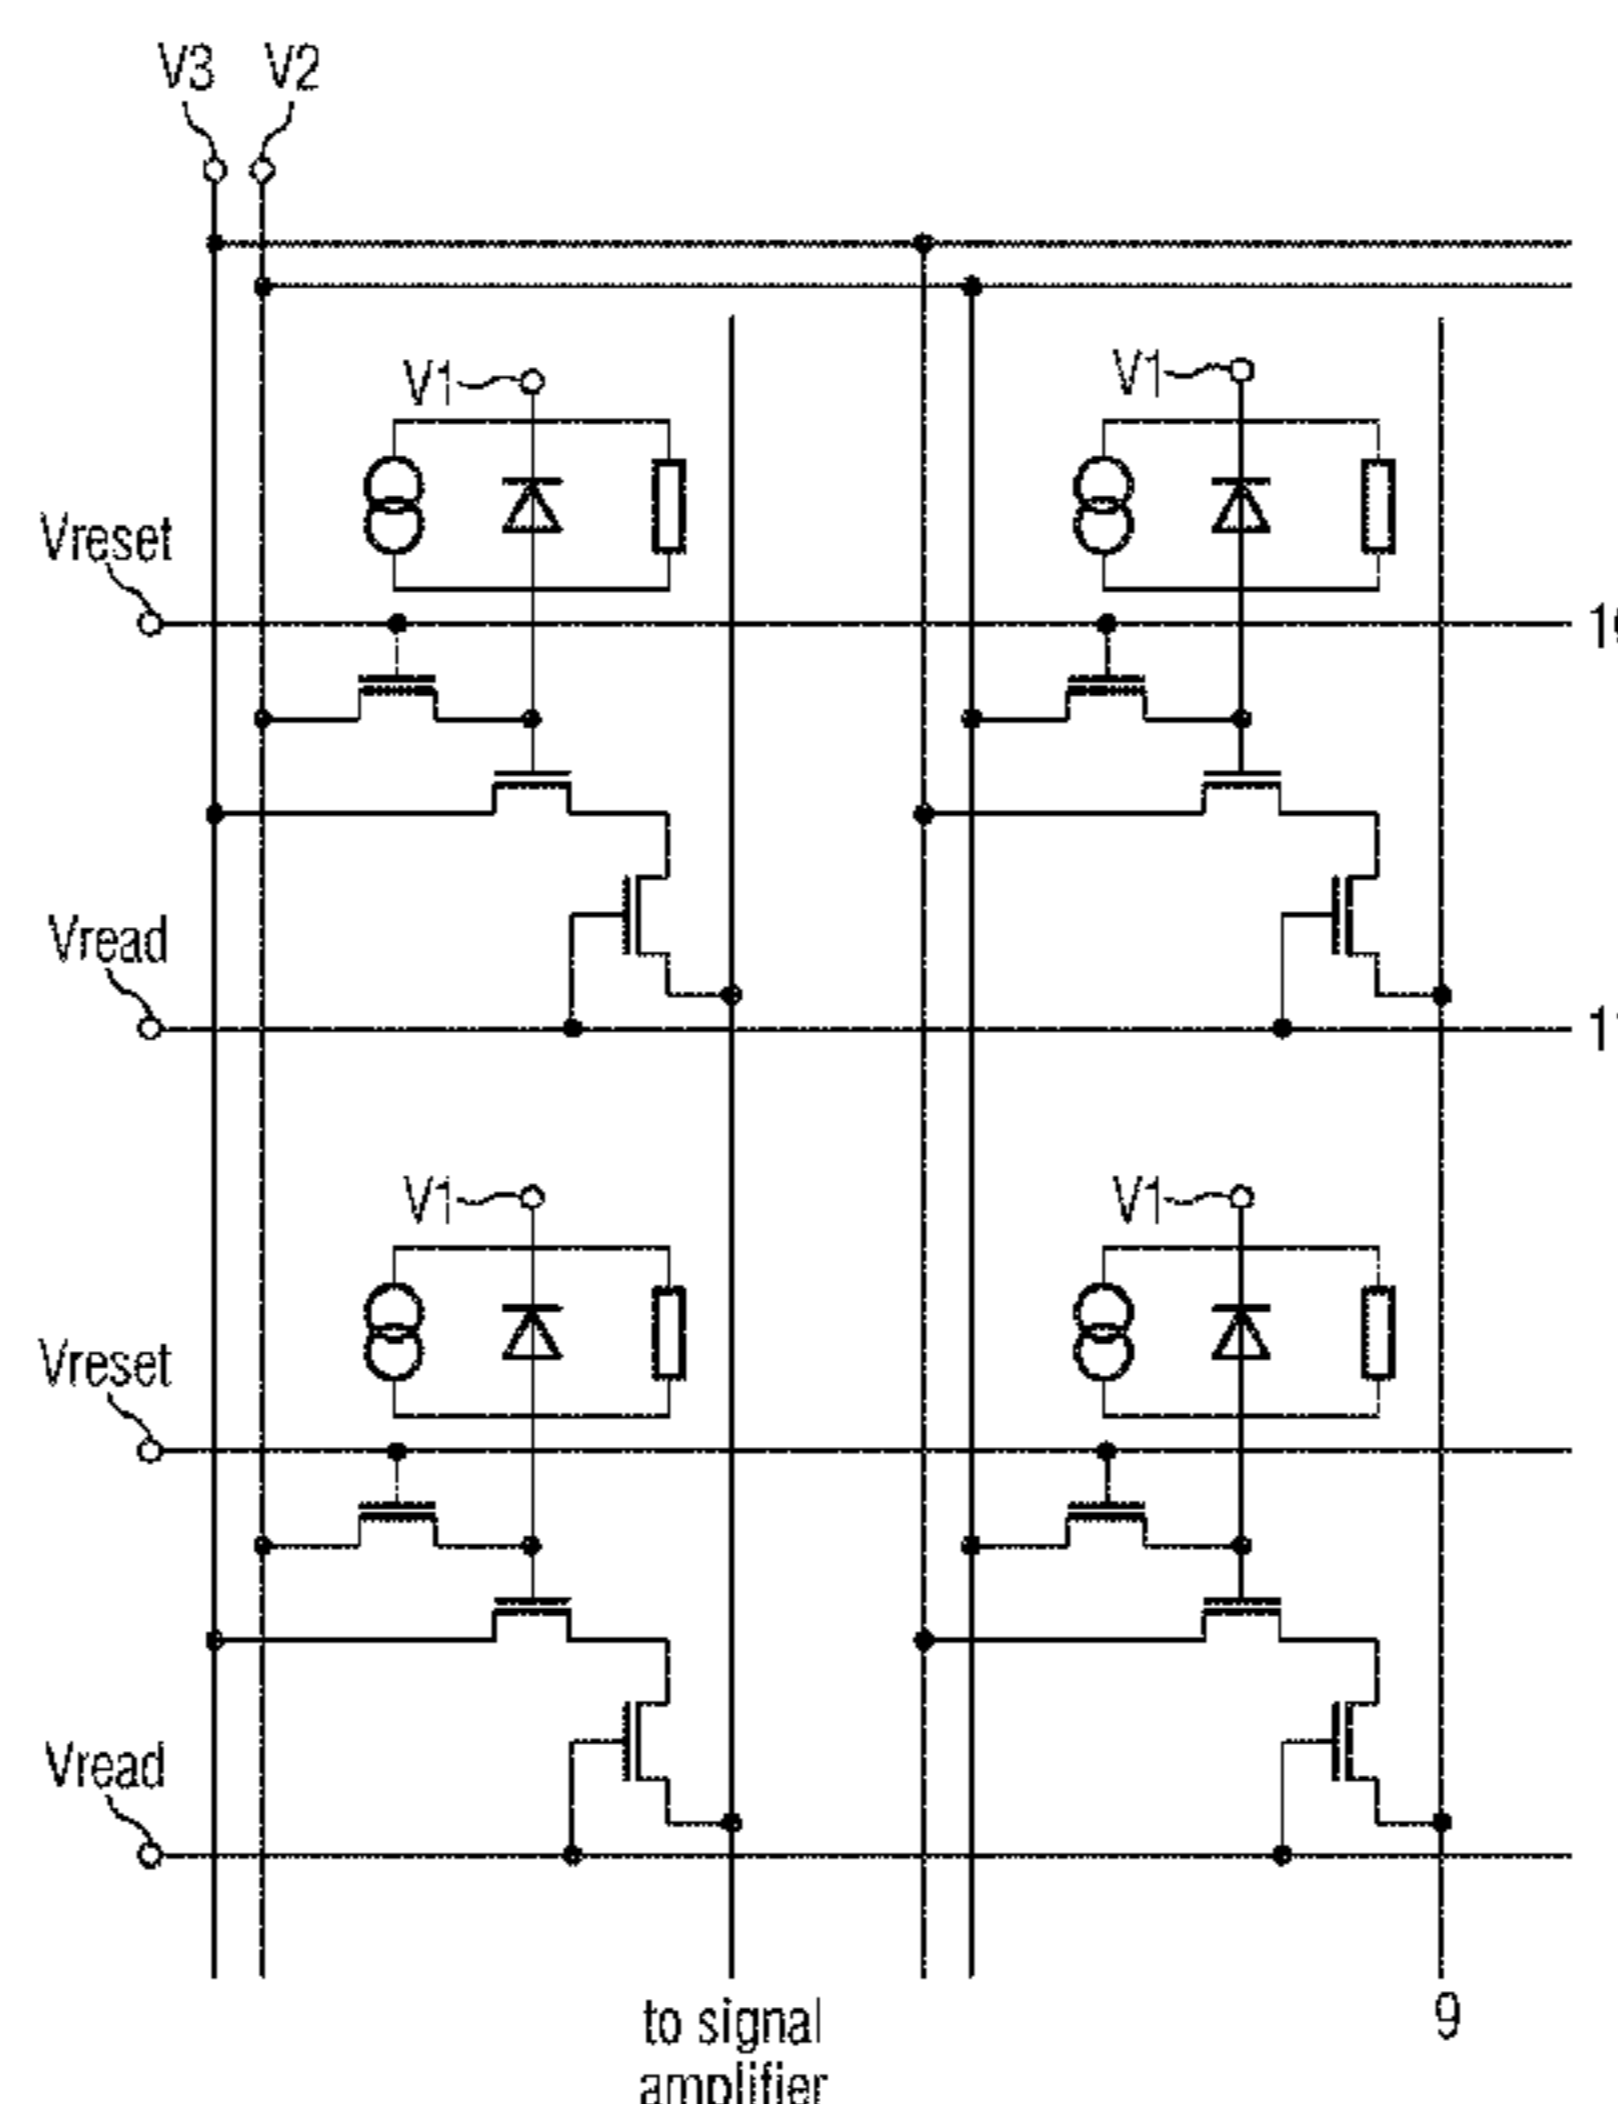 V3 V2
V1 V1
Vreset
Vread
V1 V1
Vreset
Vread
to signal 9
amplifier